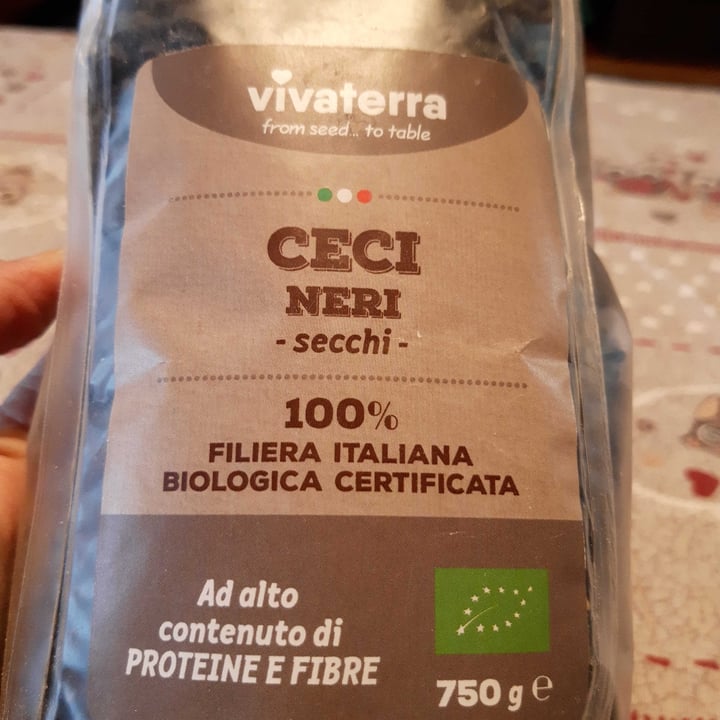 vivaterra
from seed... to table
CECI
NERI
- secchi -
100%
FILIERA ITALIANA
BIOLOGICA CERTIFICATA
Ad alto
contenuto di
PROTEINE E FIBRE
750 g ℮